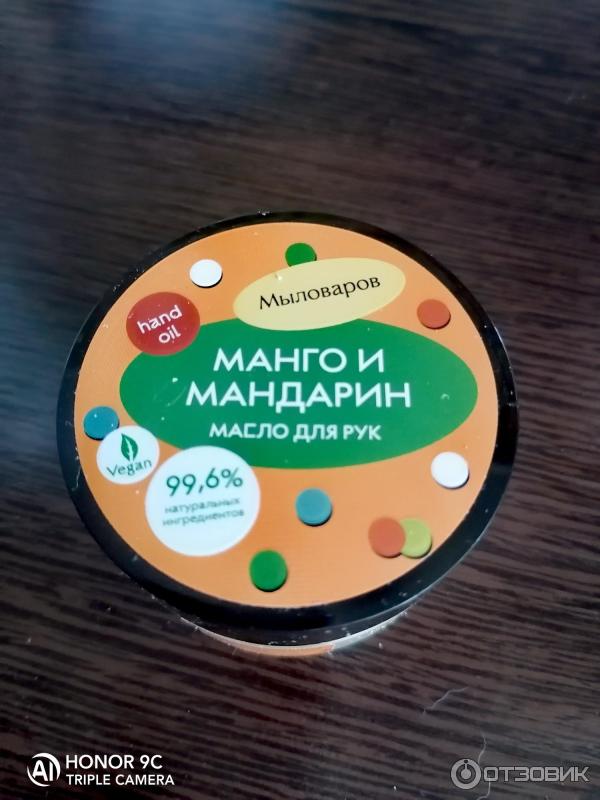 Мыловаров
hand
oil
МАНГО И
МАНДАРИН
МАСЛО ДЛЯ РУК
Vegan
99,6%
натуральных
ингредиентов
HONOR 9C
TRIPLE CAMERA
ОТЗОВИК